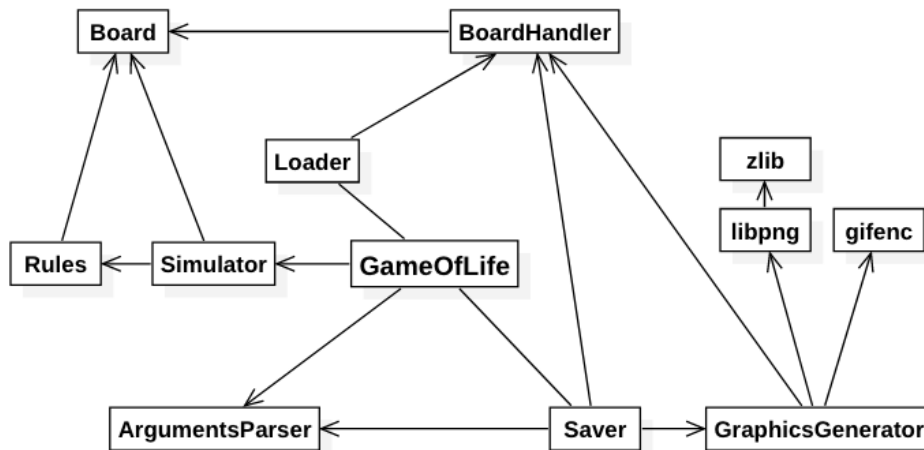 Board
BoardHandler
Loader
zlib
libpng
gifenc
Rules
Simulator
GameOfLife
ArgumentsParser
Saver
GraphicsGenerator